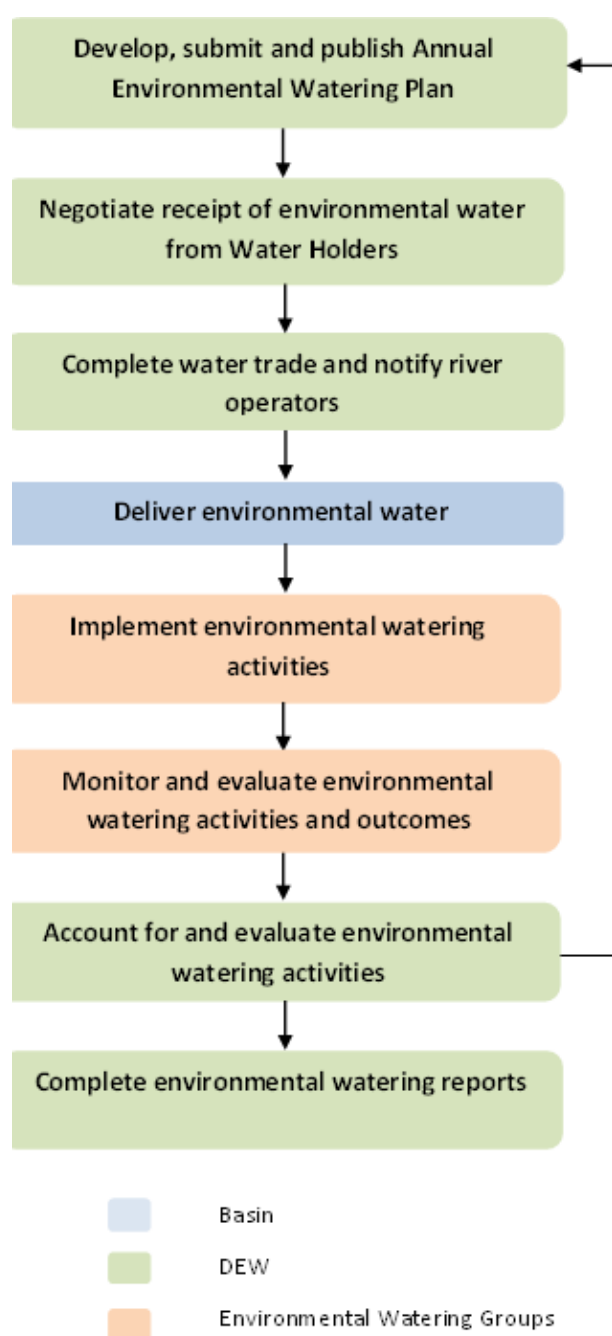 Develop, submit and publish Annual
Environmental Watering Plan
Negotiate receipt of environmental water
from Water Holders
Complete water trade and notify river
operators
Deliver environmental water
Implement environmental watering
activities
Monitor and evaluate environmental
watering activities and outcomes
Account for and evaluate environmental
watering activities
Complete environmental watering reports
Basin
DEW
Environmental Watering Groups